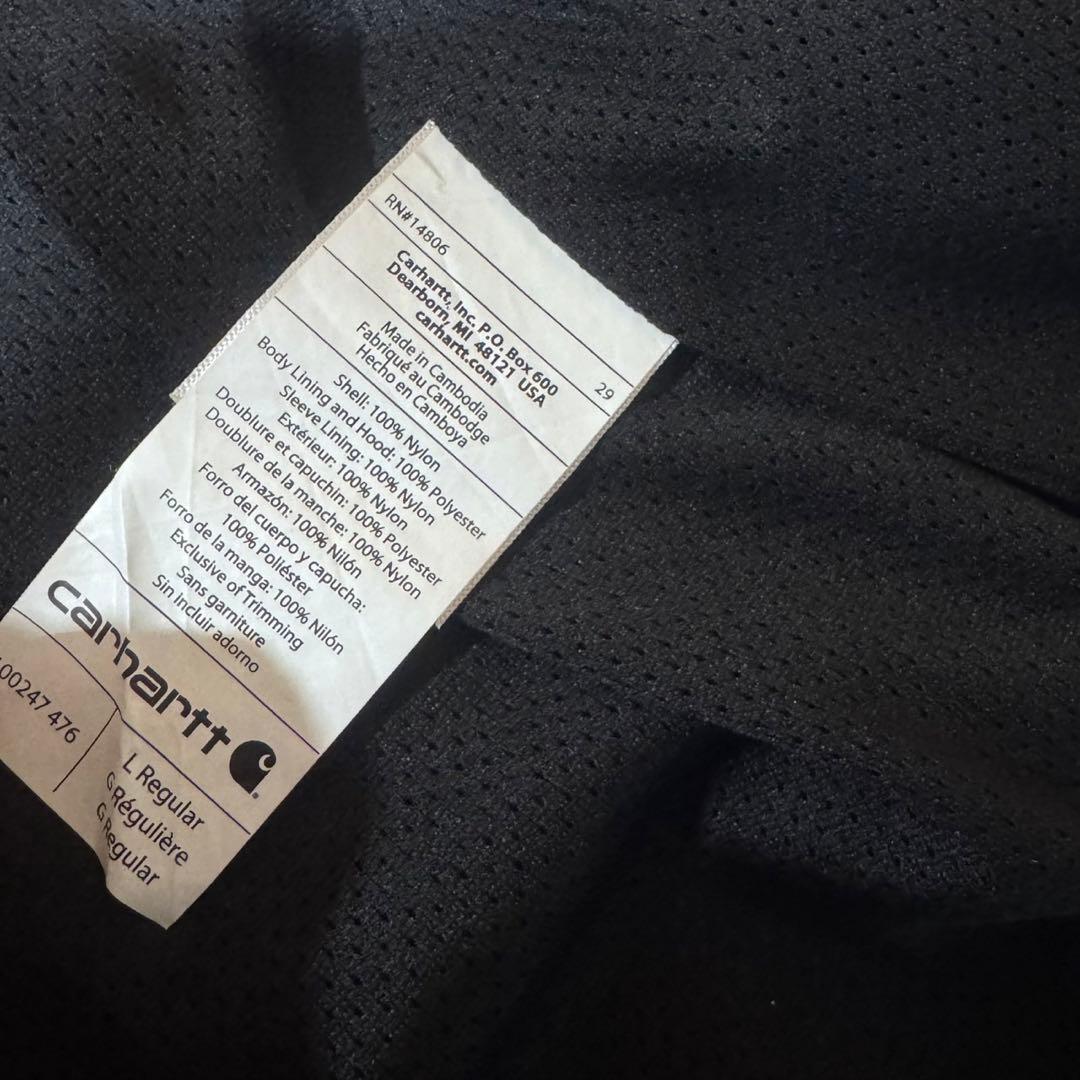 RN#14806
29
Carhartt, Inc. P.O. Box 600
Dearborn, MI 48121 USA
carhartt.com
Made in Cambodia
Fabriqué au Cambodge
Hecho en Camboya
Shell: 100% Nylon
Body Lining and Hood: 100% Polyester
Sleeve Lining: 100% Nylon
Extérieur: 100% Nylon
Doublure et capuchin: 100% Polyester
Doublure de la manche: 100% Nylon
Armazón: 100% Nilón
Forro del cuerpo y capucha:
100% Poliéster
Forro de la manga: 100% Nilón
Exclusive of Trimming
Sans garniture
Sin Incluir adorno
carhartt
00247 476
L Regular
G Régulière
G Regular